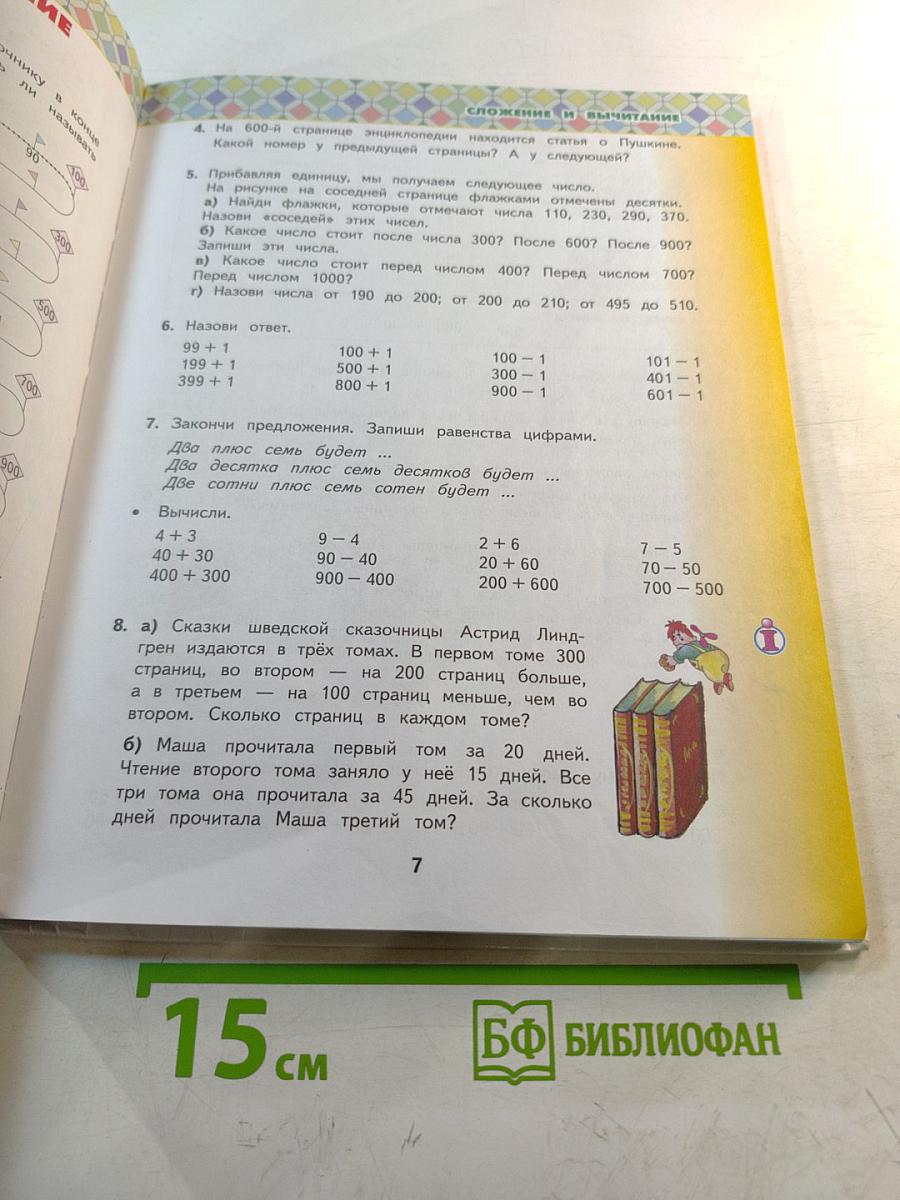 НИЕ
очнику в конце
ли называть
90
100
300
500
700
900
СЛОЖЕНИЕ И ВЫЧИТАНИЕ
4. На 600-й странице энциклопедии находится статья о Пушкине.
Какой номер у предыдущей страницы? А у следующей?
5. Прибавляя единицу, мы получаем следующее число.
На рисунке на соседней странице флажками отмечены десятки.
а) Найди флажки, которые отмечают числа 110, 230, 290, 370.
Назови «соседей» этих чисел.
б) Какое число стоит после числа 300? После 600? После 900?
Запиши эти числа.
в) Какое число стоит перед числом 400? Перед числом 700?
Перед числом 1000?
г) Назови числа от 190 до 200; от 200 до 210; от 495 до 510.
6. Назови ответ.
99 + 1 100 + 1 100 − 1 101 − 1
199 + 1 500 + 1 300 − 1 401 − 1
399 + 1 800 + 1 900 − 1 601 − 1
7. Закончи предложения. Запиши равенства цифрами.
Два плюс семь будет ...
Два десятка плюс семь десятков будет ...
Две сотни плюс семь сотен будет ...
• Вычисли.
4 + 3 9 − 4 2 + 6 7 − 5
40 + 30 90 − 40 20 + 60 70 − 50
400 + 300 900 − 400 200 + 600 700 − 500
8. а) Сказки шведской сказочницы Астрид Линд-
грен издаются в трёх томах. В первом томе 300
страниц, во втором — на 200 страниц больше,
а в третьем — на 100 страниц меньше, чем во
втором. Сколько страниц в каждом томе?
б) Маша прочитала первый том за 20 дней.
Чтение второго тома заняло у неё 15 дней. Все
три тома она прочитала за 45 дней. За сколько
дней прочитала Маша третий том?
i
7
15 см
БФ БИБЛИОФАН